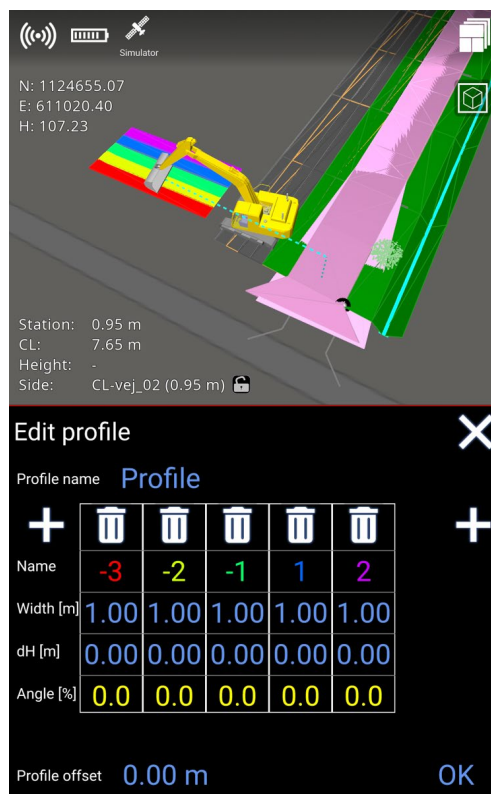 Simulator
N: 1124655.07
E: 611020.40
H: 107.23
Station: 0.95 m
CL: 7.65 m
Height: -
Side: CL-vej_02 (0.95 m)
Edit profile
Profile name Profile
Name -3 -2 -1 1 2
Width [m] 1.00 1.00 1.00 1.00 1.00
dH [m] 0.00 0.00 0.00 0.00 0.00
Angle [%] 0.0 0.0 0.0 0.0 0.0
Profile offset 0.00 m OK